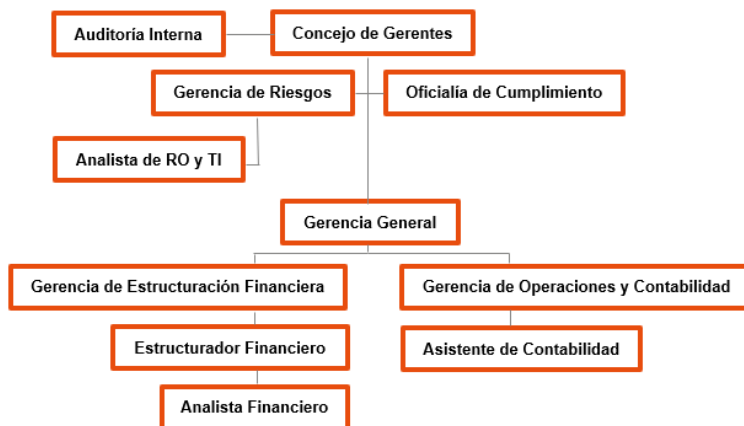 Auditoría Interna
Concejo de Gerentes
Gerencia de Riesgos
Oficialía de Cumplimiento
Analista de RO y TI
Gerencia General
Gerencia de Estructuración Financiera
Gerencia de Operaciones y Contabilidad
Estructurador Financiero
Asistente de Contabilidad
Analista Financiero